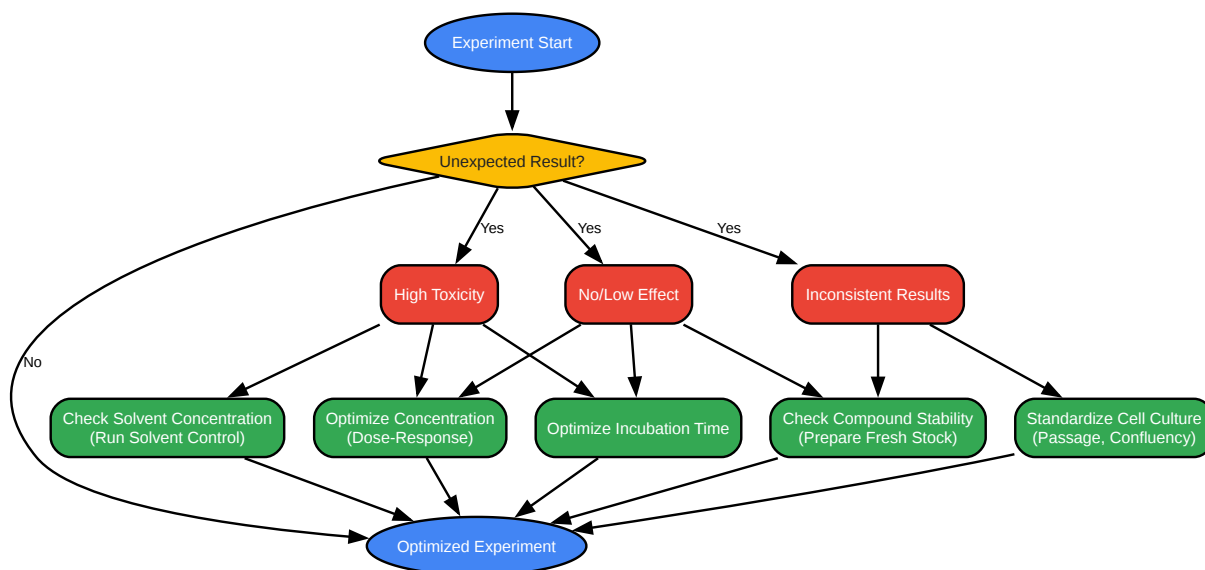 Experiment Start
Unexpected Result?
Yes
Yes
Yes
High Toxicity
No/Low Effect
Inconsistent Results
No
Check Solvent Concentration
(Run Solvent Control)
Optimize Concentration
(Dose-Response)
Optimize Incubation Time
Check Compound Stability
(Prepare Fresh Stock)
Standardize Cell Culture
(Passage, Confluency)
Optimized Experiment